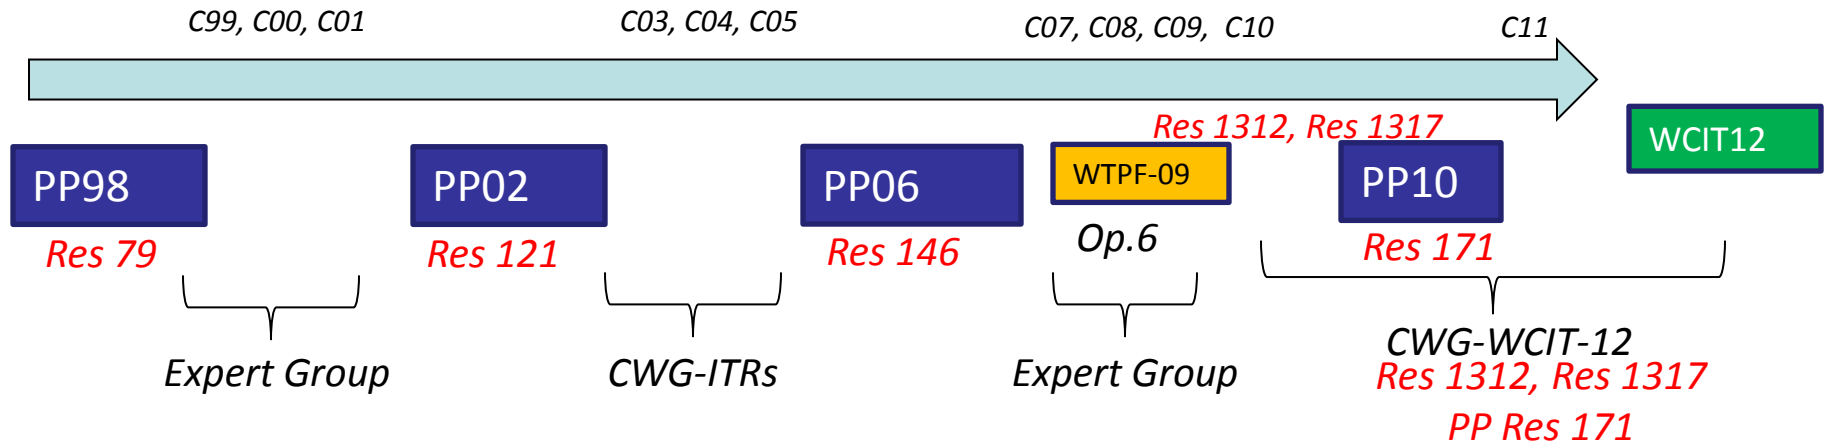 C99, C00, C01
C03, C04, C05
C07, C08, C09, C10
C11
Res 1312, Res 1317
PP98
PP02
PP06
WTPF-09
PP10
WCIT12
Res 79
Res 121
Res 146
Op.6
Res 171
Expert Group
CWG-ITRs
Expert Group
CWG-WCIT-12
Res 1312, Res 1317
PP Res 171